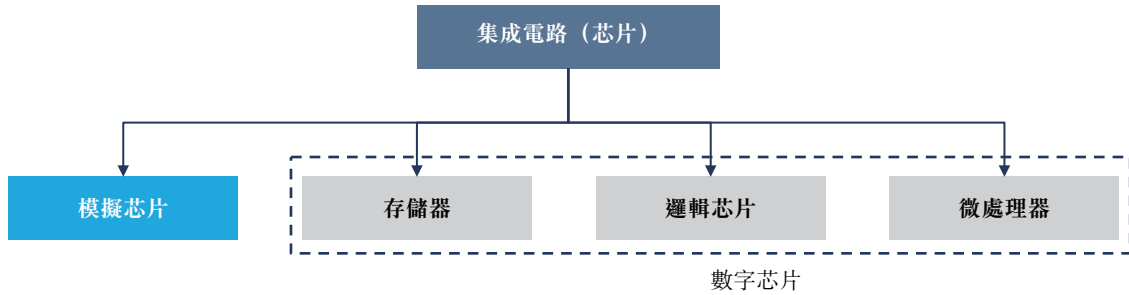 集成電路（芯片）
模擬芯片
存儲器
邏輯芯片
微處理器
數字芯片